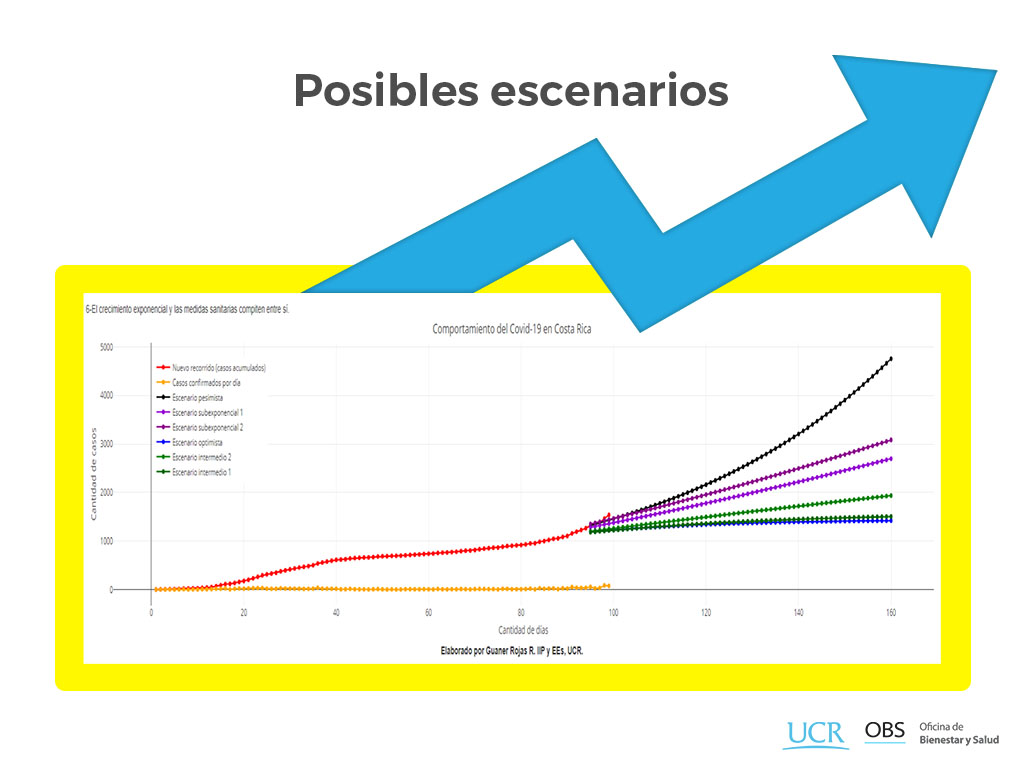 Posibles escenarios
6-El crecimiento exponencial y las medidas sanitarias compiten entre sí.
Comportamiento del Covid-19 en Costa Rica
5000
4000
3000
2000
1000
0
Cantidad de casos
Nuevo recorrido (casos acumulados)
Casos confirmados por día
Escenario pesimista
Escenario subexponencial 1
Escenario subexponencial 2
Escenario optimista
Escenario intermedio 2
Escenario intermedio 1
0 20 40 60 80 100 120 140 160
Cantidad de días
Elaborado por Guaner Rojas R. IIP y EEs, UCR.
UCR OBS Oficina de
Bienestar y Salud